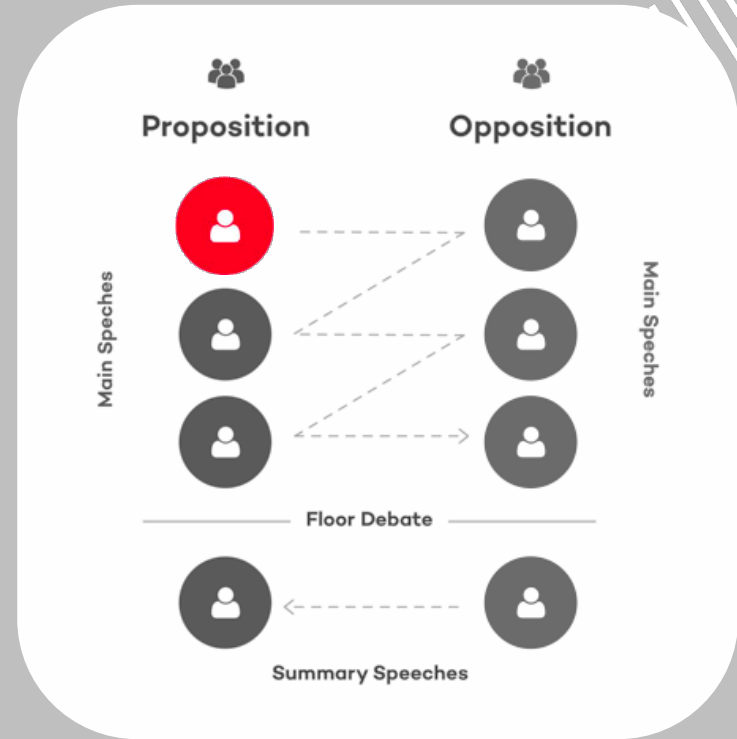 Proposition
Opposition
Main Speches
Main Speches
Floor Debate
Summary Speeches